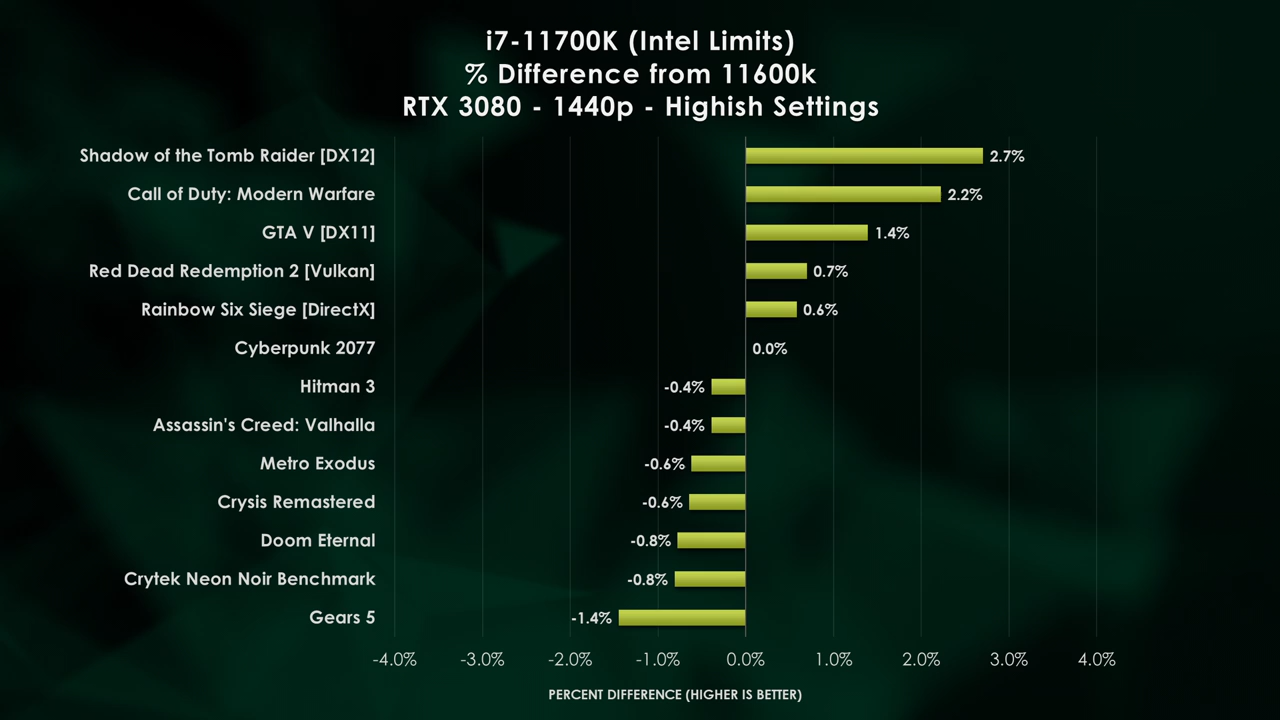 i7-11700K (Intel Limits)
% Difference from 11600k
RTX 3080 - 1440p - Highish Settings
Shadow of the Tomb Raider [DX12] 2.7%
Call of Duty: Modern Warfare 2.2%
GTA V [DX11] 1.4%
Red Dead Redemption 2 [Vulkan] 0.7%
Rainbow Six Siege [DirectX] 0.6%
Cyberpunk 2077 0.0%
Hitman 3 -0.4%
Assassin's Creed: Valhalla -0.4%
Metro Exodus -0.6%
Crysis Remastered -0.6%
Doom Eternal -0.8%
Crytek Neon Noir Benchmark -0.8%
Gears 5 -1.4%
-4.0% -3.0% -2.0% -1.0% 0.0% 1.0% 2.0% 3.0% 4.0%
PERCENT DIFFERENCE (HIGHER IS BETTER)